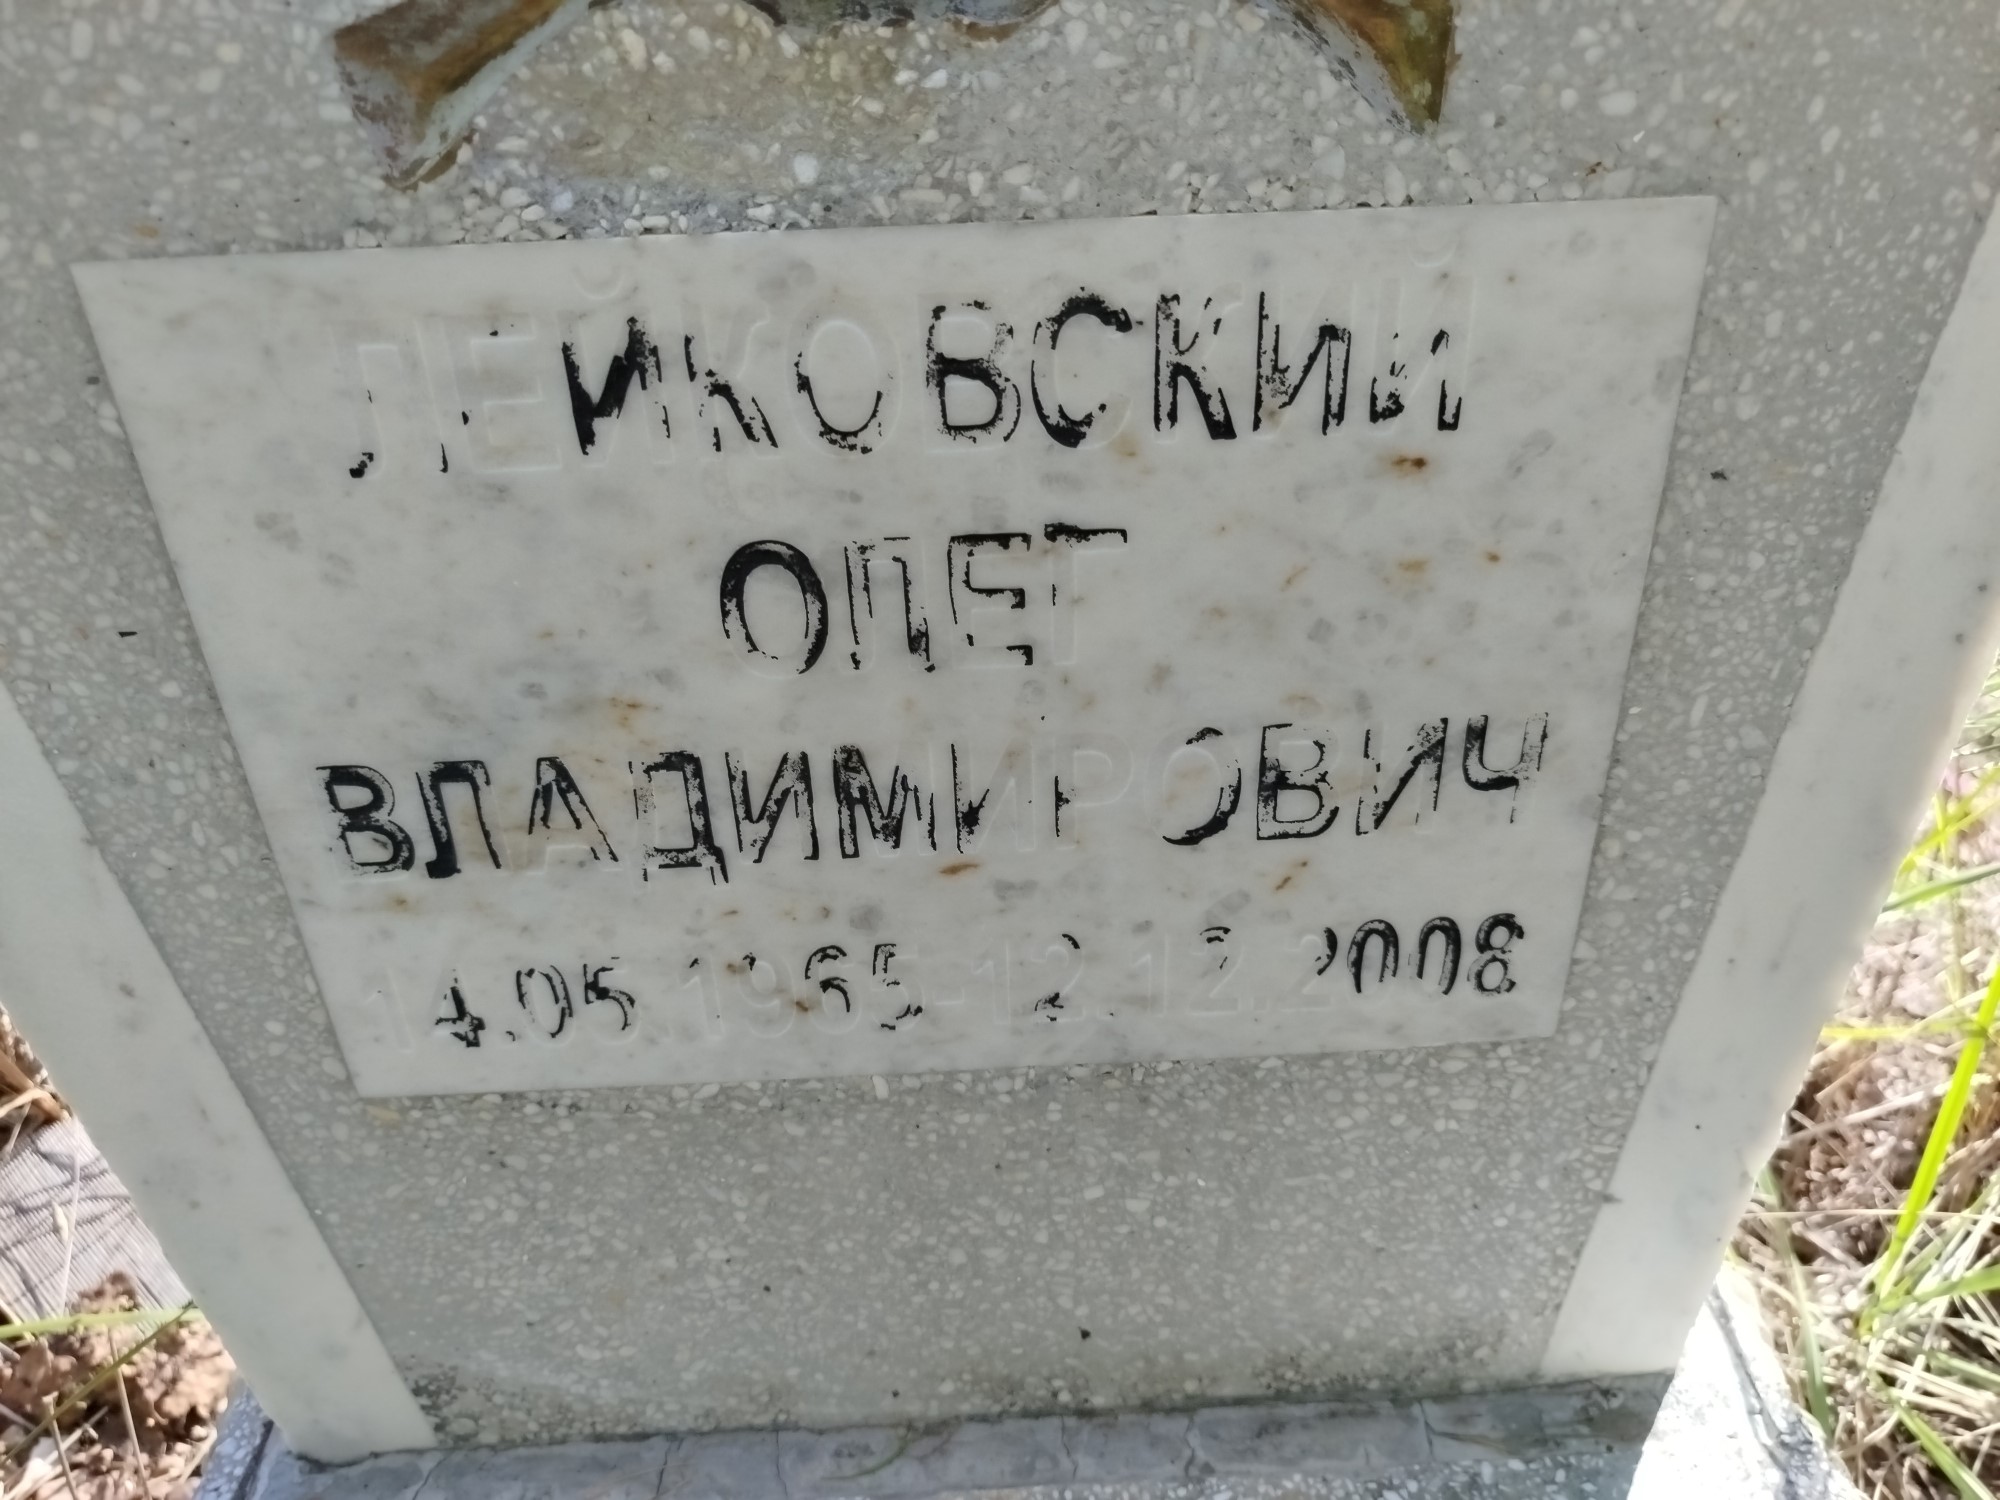 ЛЕЙКОВСКИЙ
ОЛЕГ
ВЛАДИМИРОВИЧ
14.05.1965-12.12.2008